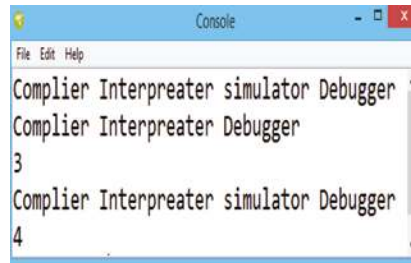 Console
File Edit Help
Complier Interpreater simulator Debugger
Complier Interpreater Debugger
3
Complier Interpreater simulator Debugger
4